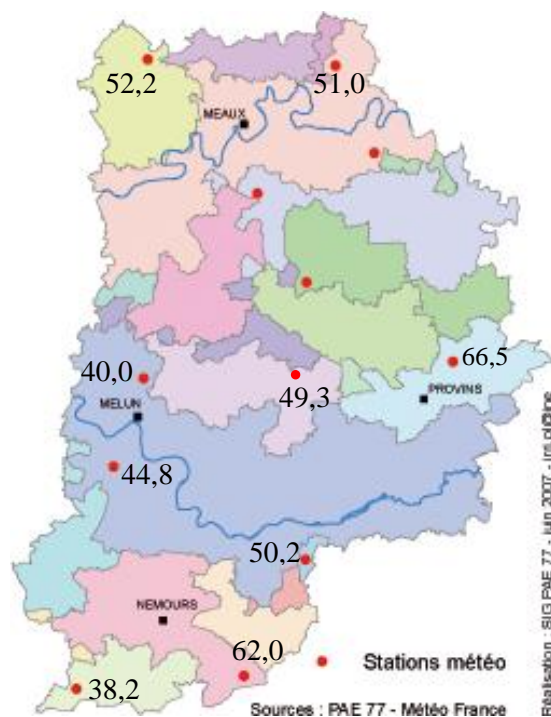 52,2
51,0
MEAUX
66,5
40,0
49,3
PROVINS
MELUN
44,8
50,2
NEMOURS
62,0
38,2
Stations météo
Sources : PAE 77 - Météo France
Réalisation : SIG PAE 77 - juin 2007